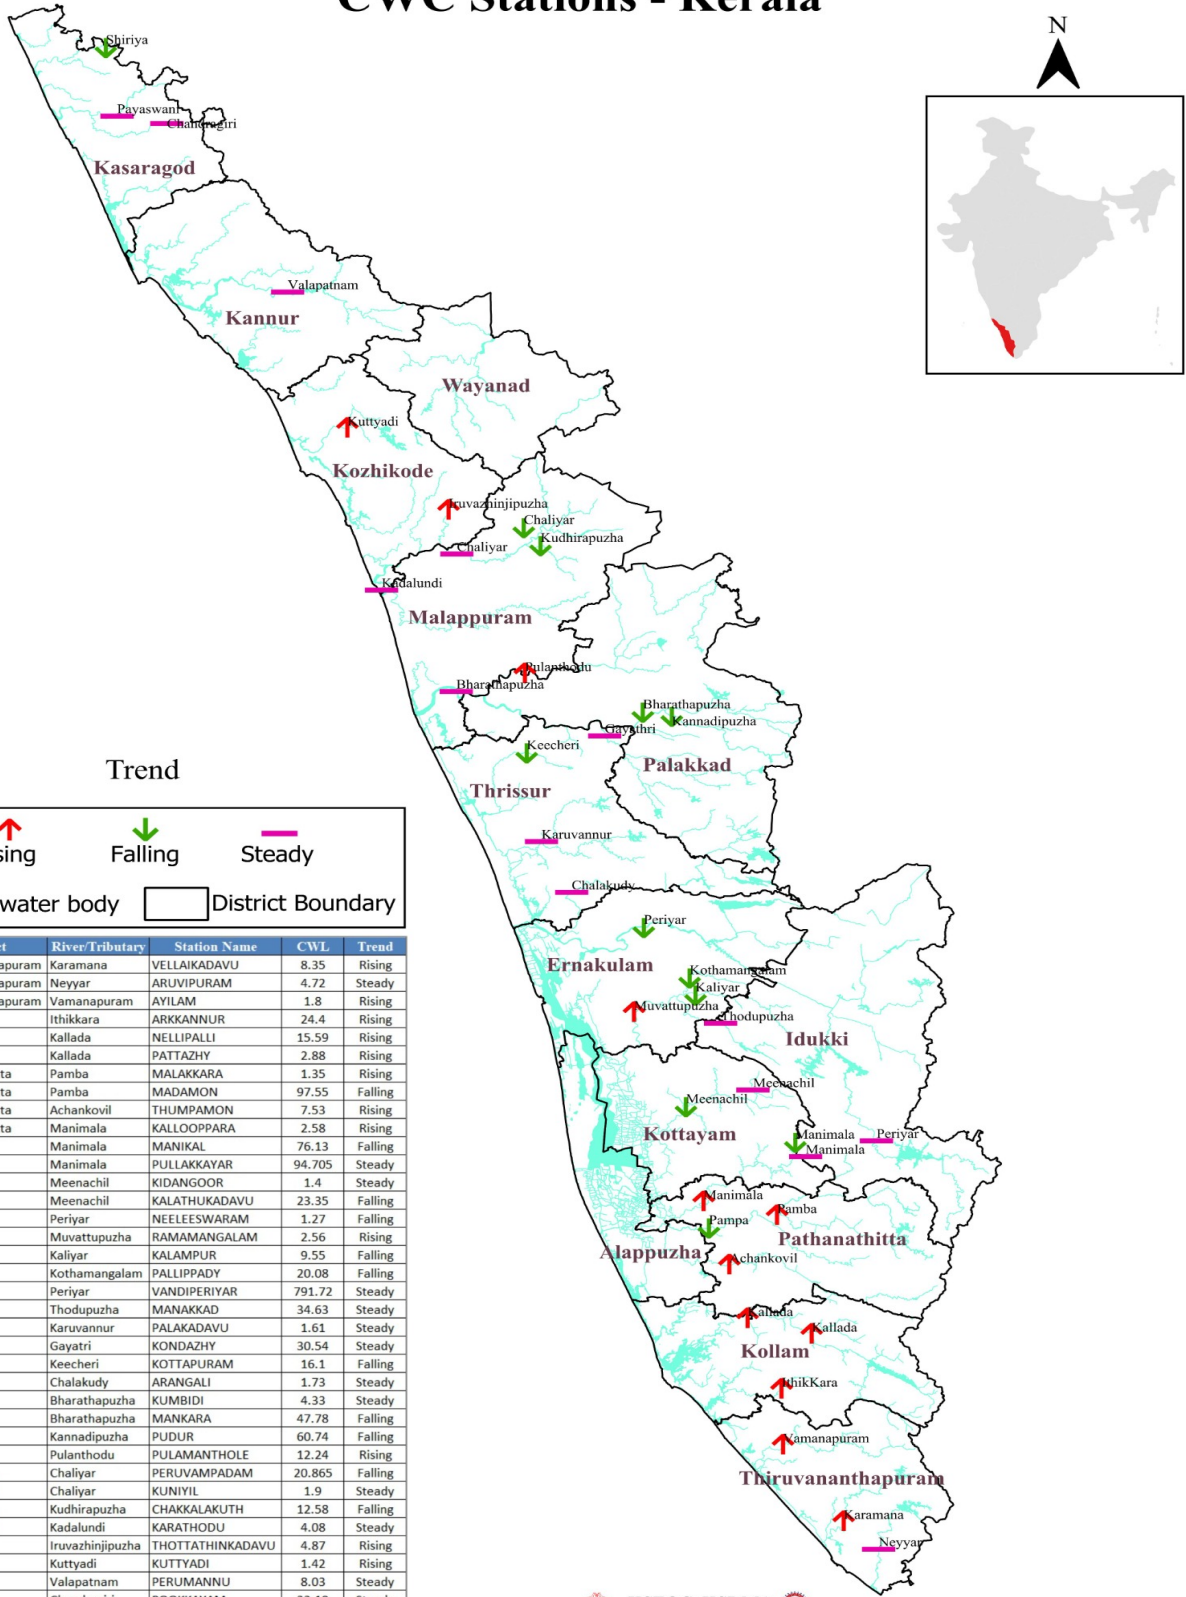 CWC Stations - Kerala
N
Shiriya
Payaswani
Chandragiri
Kasaragod
Valapatnam
Kannur
Wayanad
Kuttyadi
Kozhikode
Iruvazhinjipuzha
Chaliyar
Kudhirapuzha
Chaliyar
Kadalundi
Malappuram
Pulanthodu
Bharathapuzha
Bharathapuzha
Kannadipuzha
Gayathri
Keecheri
Palakkad
Thrissur
Karuvannur
Chalakudy
Periyar
Ernakulam
Kothamangalam
Kaliyar
Muvattupuzha
Thodupuzha
Idukki
Meenachil
Meenachil
Kottayam
Manimala
Periyar
Manimala
Manimala
Pamba
Pampa
Pathanathitta
Alappuzha
Achankovil
Kallada
Kallada
Kollam
IthikKara
Vamanapuram
Thiruvananthapuram
Karamana
Neyyar
Trend
sing Falling Steady
water body District Boundary
ct River/Tributary Station Name CWL Trend
apuram Karamana VELLAIKADAVU 8.35 Rising
apuram Neyyar ARUVIPURAM 4.72 Steady
apuram Vamanapuram AYILAM 1.8 Rising
Ithikkara ARKKANNUR 24.4 Rising
Kallada NELLIPALLI 15.59 Rising
Kallada PATTAZHY 2.88 Rising
ta Pamba MALAKKARA 1.35 Rising
ta Pamba MADAMON 97.55 Falling
ta Achankovil THUMPAMON 7.53 Rising
ta Manimala KALLOOPPARA 2.58 Rising
Manimala MANIKAL 76.13 Falling
Manimala PULLAKKAYAR 94.705 Steady
Meenachil KIDANGOOR 1.4 Steady
Meenachil KALATHUKADAVU 23.35 Falling
Periyar NEELEESWARAM 1.27 Falling
Muvattupuzha RAMAMANGALAM 2.56 Rising
Kaliyar KALAMPUR 9.55 Falling
Kothamangalam PALLIPPADY 20.08 Falling
Periyar VANDIPERIYAR 791.72 Steady
Thodupuzha MANAKKAD 34.63 Steady
Karuvannur PALAKADAVU 1.61 Steady
Gayatri KONDAZHY 30.54 Steady
Keecheri KOTTAPURAM 16.1 Falling
Chalakudy ARANGALI 1.73 Steady
Bharathapuzha KUMBIDI 4.33 Steady
Bharathapuzha MANKARA 47.78 Falling
Kannadipuzha PUDUR 60.74 Falling
Pulanthodu PULAMANTHOLE 12.24 Rising
Chaliyar PERUVAMPADAM 20.865 Falling
Chaliyar KUNIYIL 1.9 Steady
Kudhirapuzha CHAKKALAKUTH 12.58 Falling
Kadalundi KARATHODU 4.08 Steady
Iruvazhinjipuzha THOTTATHINKADAVU 4.87 Rising
Kuttyadi KUTTYADI 1.42 Rising
Valapatnam PERUMANNU 8.03 Steady